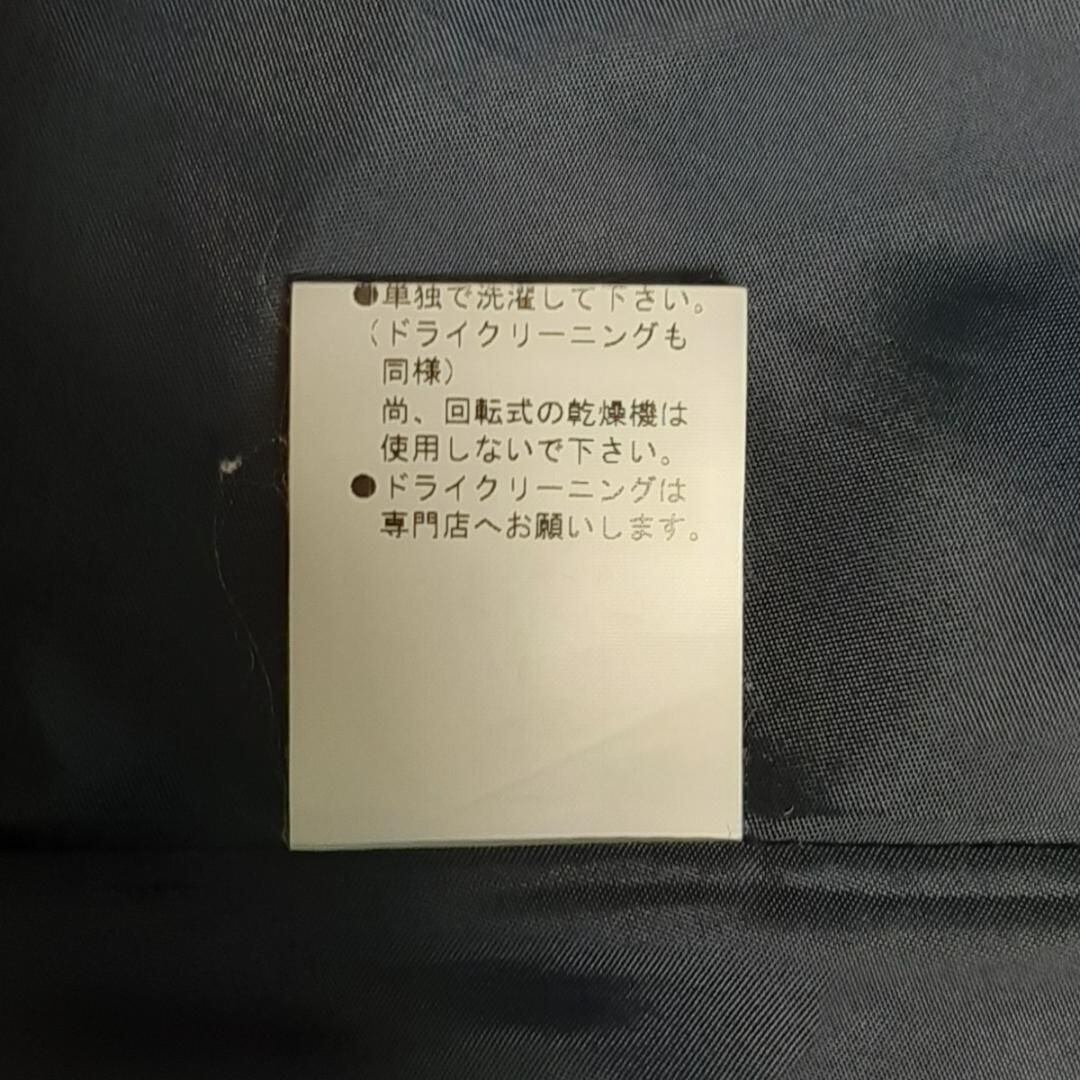 ●単独で洗濯して下さい。
（ドライクリーニングも
同様）
尚、回転式の乾燥機は
使用しないで下さい。
●ドライクリーニングは
専門店へお願いします。